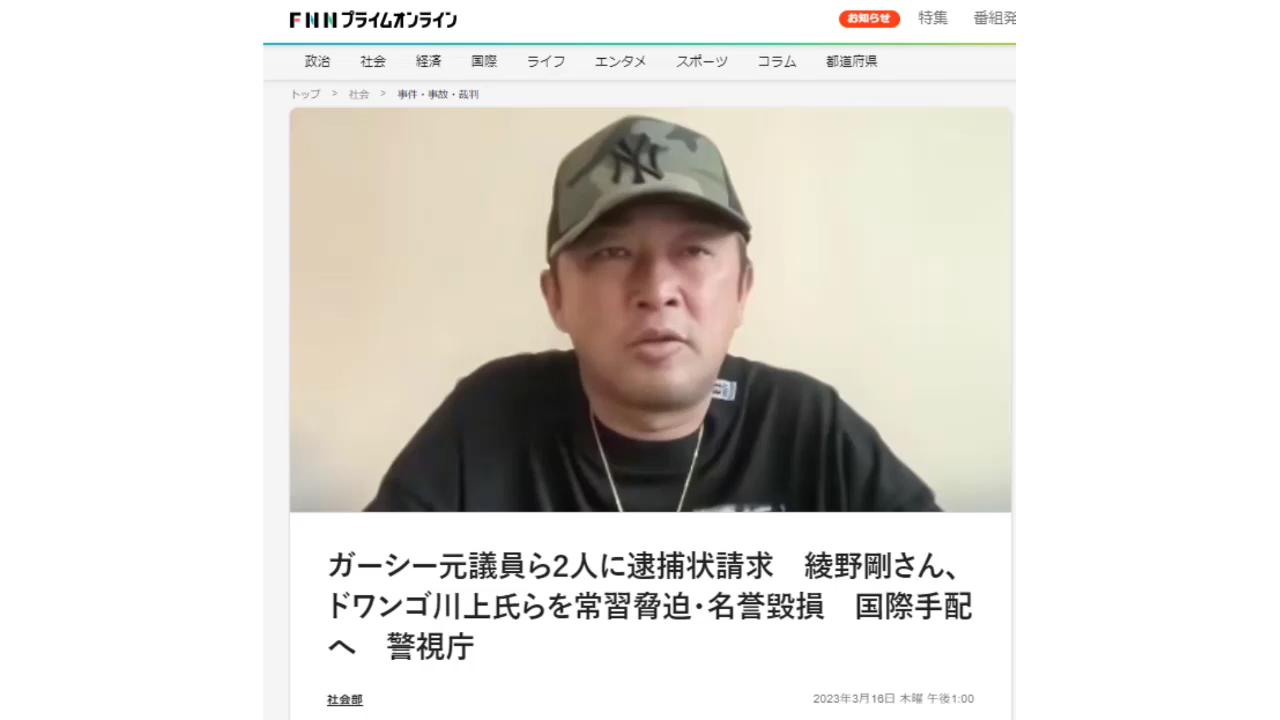 FNNプライムオンライン
お知らせ 特集 番組発
政治 社会 経済 国際 ライフ エンタメ スポーツ コラム 都道府県
トップ > 社会 > 事件・事故・裁判
NY
ガーシー元議員ら2人に逮捕状請求　綾野剛さん、
ドワンゴ川上氏らを常習脅迫・名誉毀損　国際手配
へ　警視庁
社会部
2023年3月16日 木曜 午後1:00